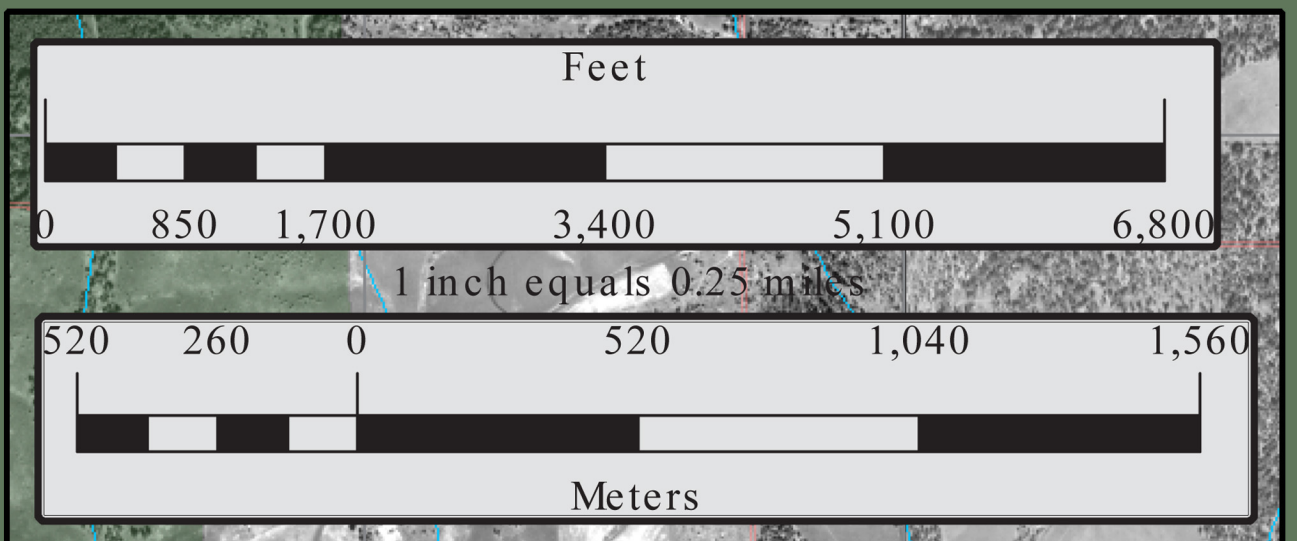 Feet
0 850 1,700 3,400 5,100 6,800
1 inch equals 0.25 miles
520 260 0 520 1,040 1,560
Meters